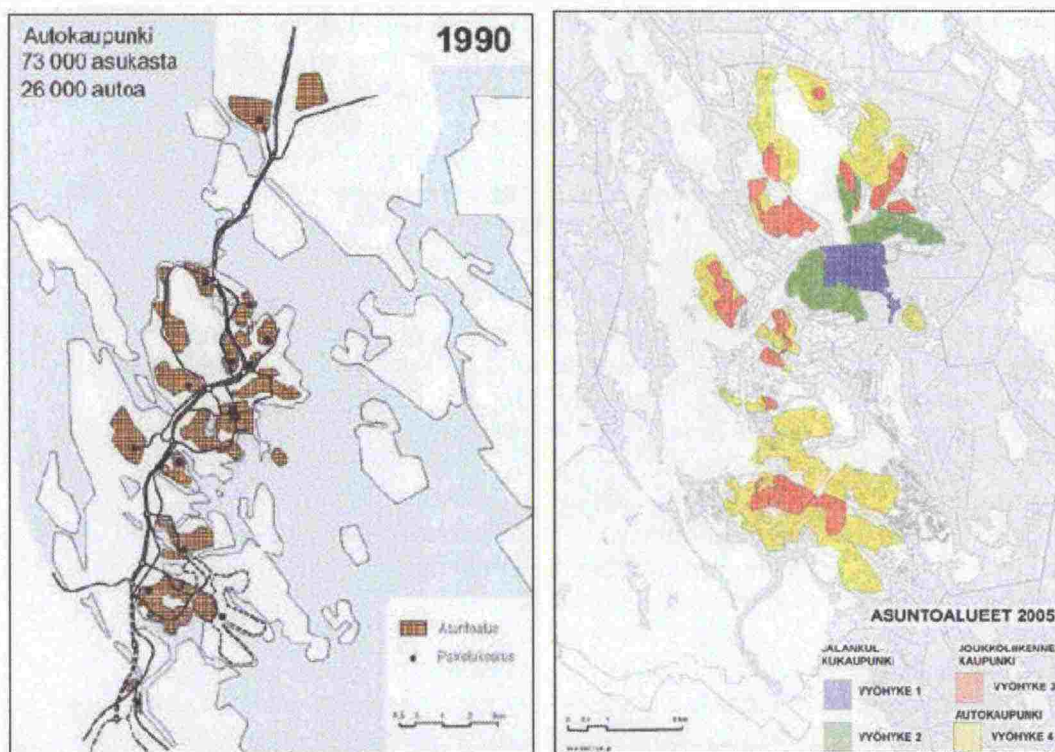 Autokaupunki
73 000 asukasta
26 000 autoa
1990
Asuntoalue
ASUNTOALUEET 2005
JALANKUL-
KUKAUPUNKI
JOUKKOLIIKENNE
KAUPUNKI
VYÖHYKE 1
VYÖHYKE 3
AUTOKAUPUNKI
VYÖHYKE 2
VYÖHYKE 4